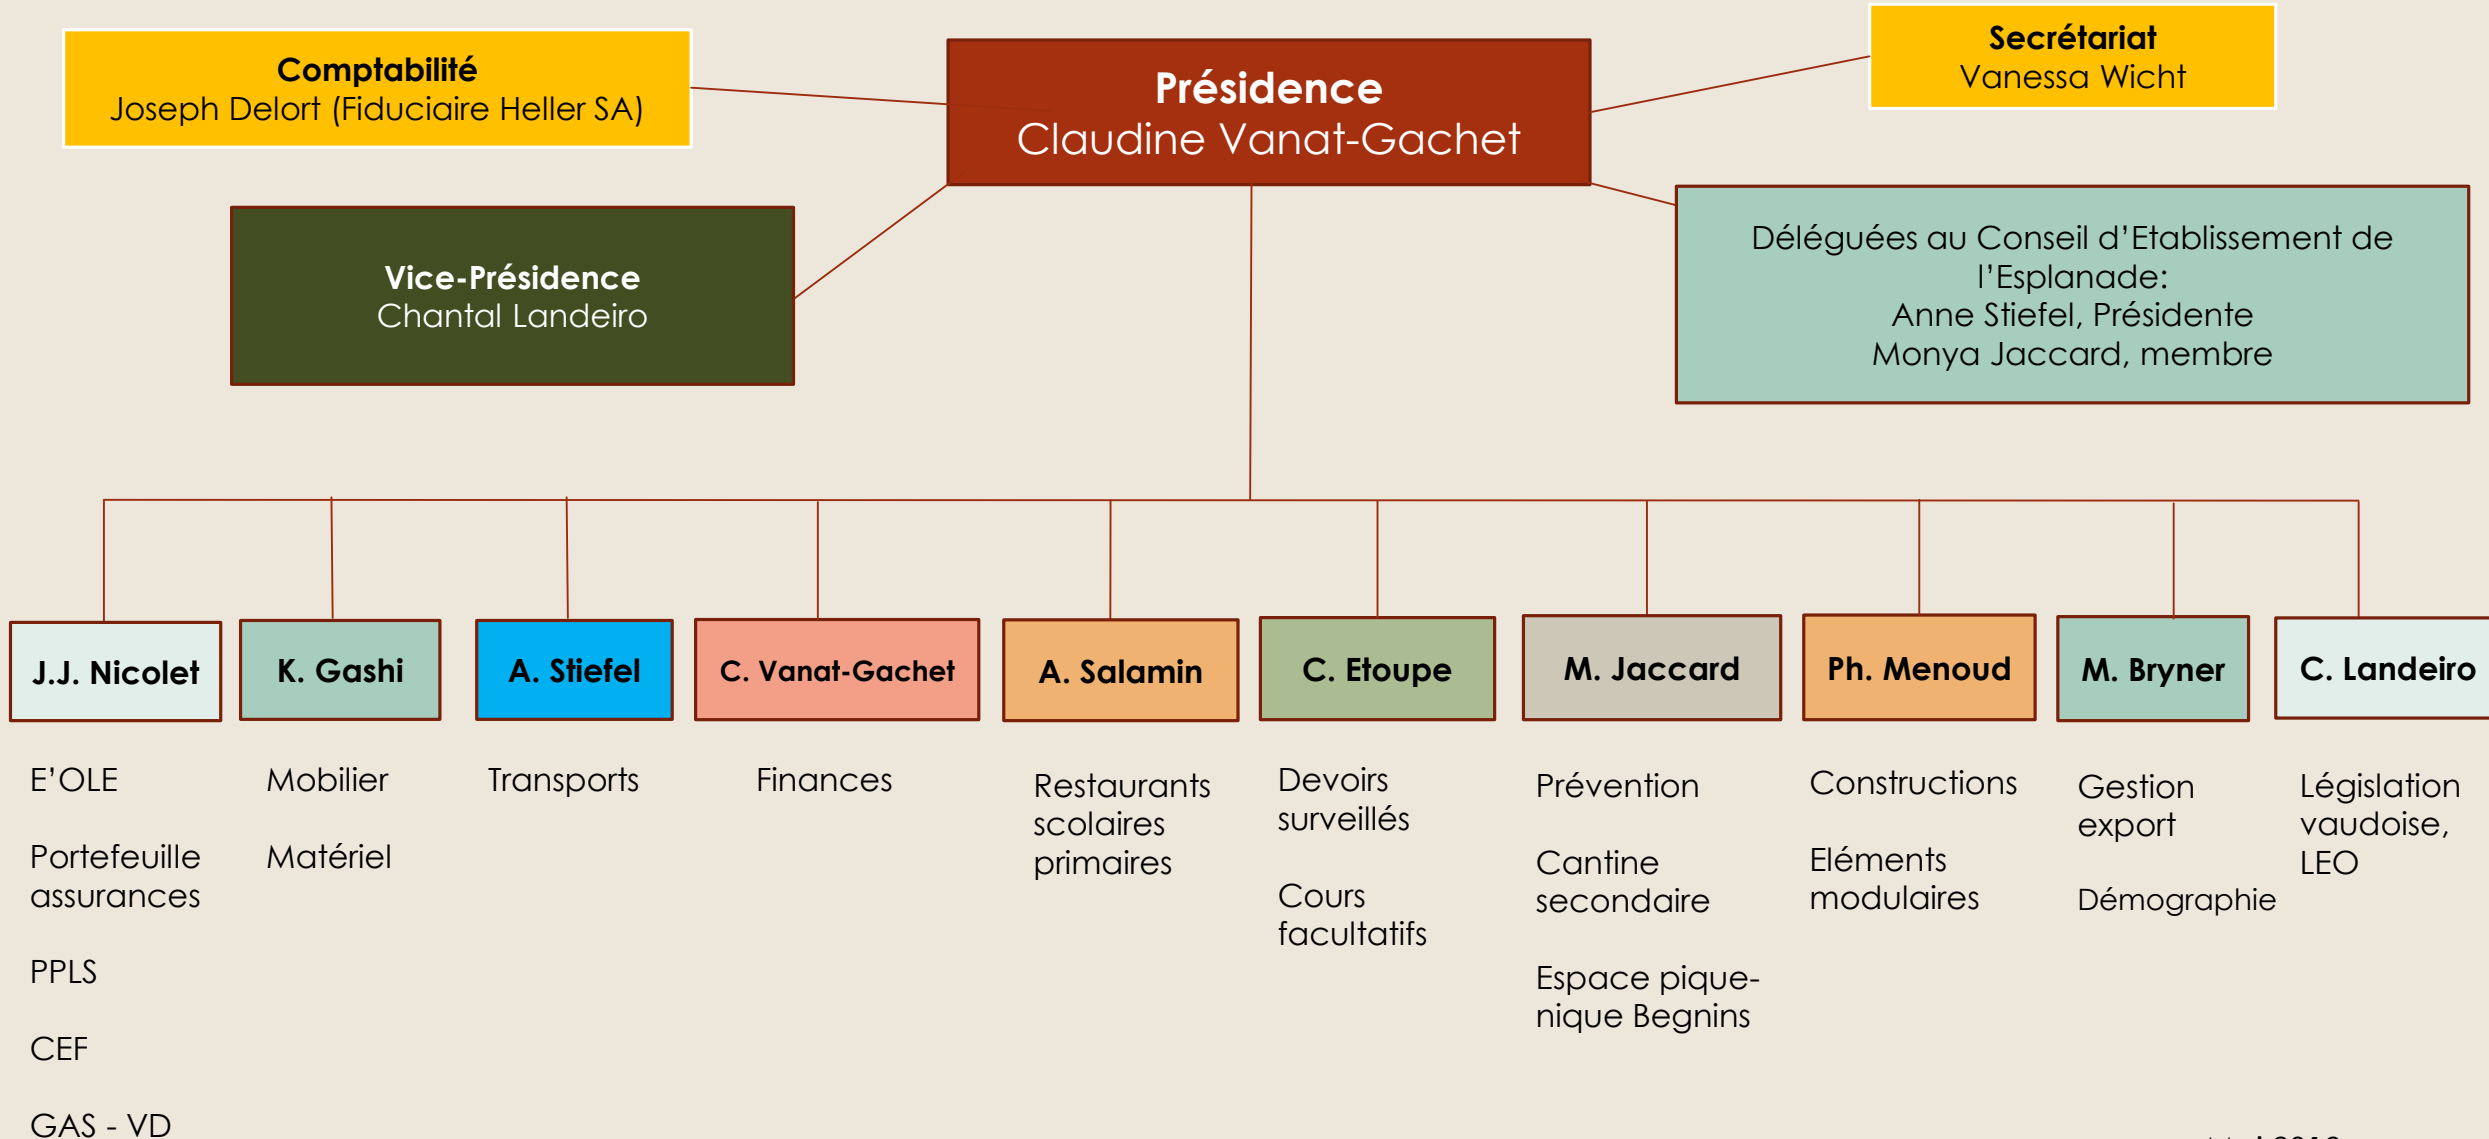 Comptabilité
Joseph Delort (Fiduciaire Heller SA)
Présidence
Claudine Vanat-Gachet
Secrétariat
Vanessa Wicht
Vice-Présidence
Chantal Landeiro
Déléguées au Conseil d’Etablissement de
l’Esplanade:
Anne Stiefel, Présidente
Monya Jaccard, membre
J.J. Nicolet
K. Gashi
A. Stiefel
C. Vanat-Gachet
A. Salamin
C. Etoupe
M. Jaccard
Ph. Menoud
M. Bryner
C. Landeiro
E’OLE
Portefeuille
assurances
PPLS
CEF
GAS - VD
Mobilier
Matériel
Transports
Finances
Restaurants
scolaires
primaires
Devoirs
surveillés
Cours
facultatifs
Prévention
Cantine
secondaire
Espace pique-
nique Begnins
Constructions
Eléments
modulaires
Gestion
export
Démographie
Législation
vaudoise,
LEO